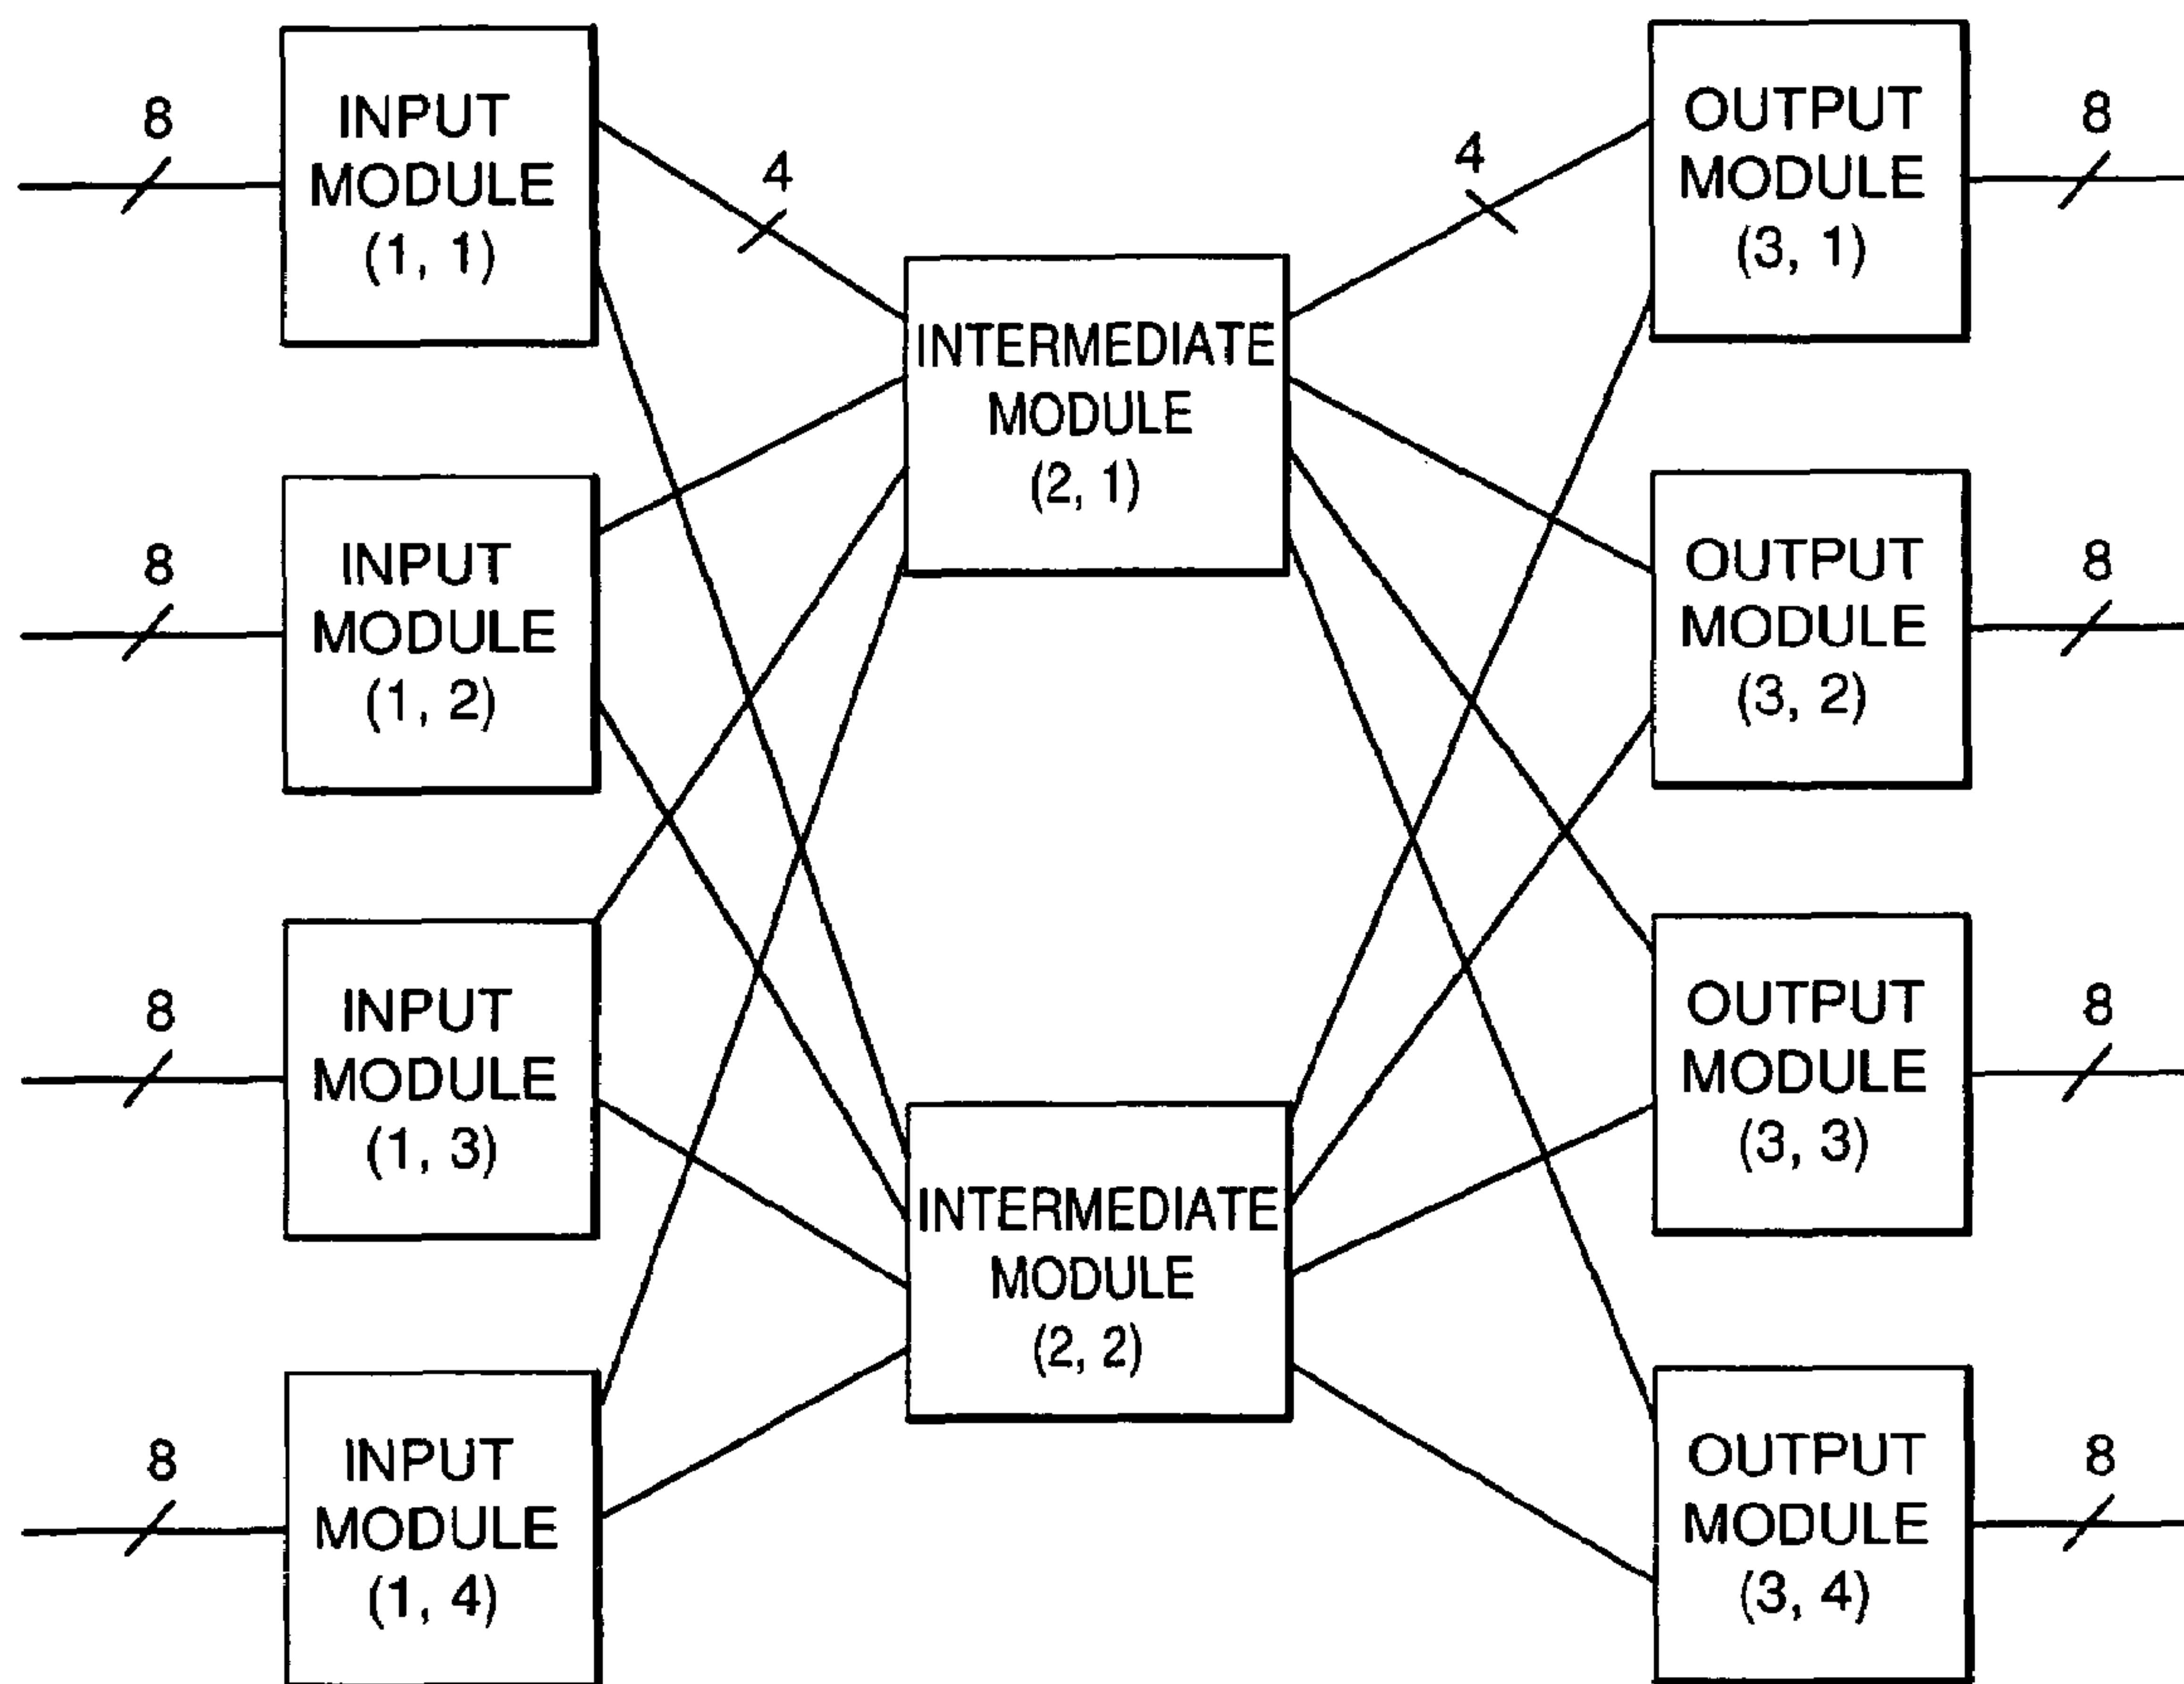 8
INPUT
MODULE
(1, 1)
4
4
OUTPUT
MODULE
(3, 1)
8
INTERMEDIATE
MODULE
(2, 1)
8
INPUT
MODULE
(1, 2)
OUTPUT
MODULE
(3, 2)
8
8
INPUT
MODULE
(1, 3)
OUTPUT
MODULE
(3, 3)
8
INTERMEDIATE
MODULE
(2, 2)
8
INPUT
MODULE
(1, 4)
OUTPUT
MODULE
(3, 4)
8